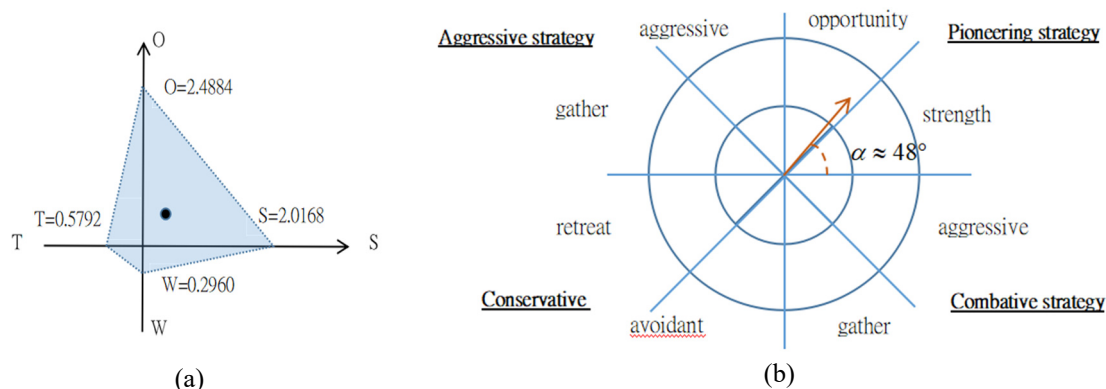 O
O=2.4884
T=0.5792
S=2.0168
T
S
W=0.2960
W
(a)
Aggressive strategy
aggressive
opportunity
Pioneering strategy
gather
strength
α ≈ 48°
retreat
aggressive
Conservative
avoidant
gather
Combative strategy
(b)